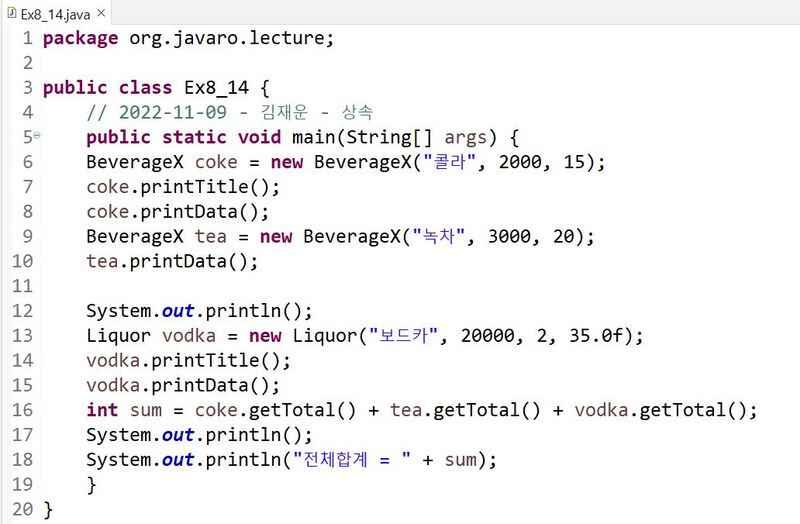 Ex8_14.java
1 package org.javaro.lecture;
2
3 public class Ex8_14 {
4     // 2022-11-09 - 김재운 - 상속
5     public static void main(String[] args) {
6     BeverageX coke = new BeverageX("콜라", 2000, 15);
7     coke.printTitle();
8     coke.printData();
9     BeverageX tea = new BeverageX("녹차", 3000, 20);
10     tea.printData();
11
12     System.out.println();
13     Liquor vodka = new Liquor("보드카", 20000, 2, 35.0f);
14     vodka.printTitle();
15     vodka.printData();
16     int sum = coke.getTotal() + tea.getTotal() + vodka.getTotal();
17     System.out.println();
18     System.out.println("전체합계 = " + sum);
19     }
20 }